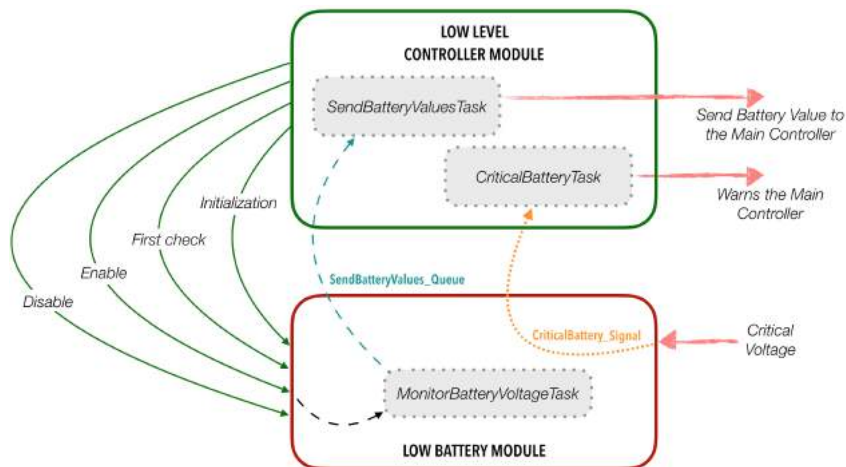 LOW LEVEL
CONTROLLER MODULE
SendBatteryValuesTask
Send Battery Value to
the Main Controller
CriticalBatteryTask
Warns the Main
Controller
Initialization
First check
Enable
Disable
SendBatteryValues_Queue
CriticalBattery_Signal
Critical
Voltage
MonitorBatteryVoltageTask
LOW BATTERY MODULE